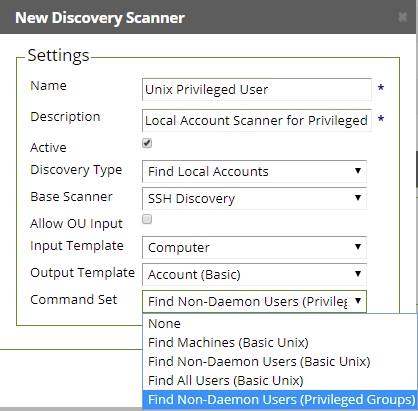 New Discovery Scanner
Settings
Name Unix Privileged User *
Description Local Account Scanner for Privileged *
Active
Discovery Type Find Local Accounts
Base Scanner SSH Discovery
Allow OU Input
Input Template Computer
Output Template Account (Basic)
Command Set Find Non-Daemon Users (Privileg
None
Find Machines (Basic Unix)
Find Non-Daemon Users (Basic Unix)
Find All Users (Basic Unix)
Find Non-Daemon Users (Privileged Groups)